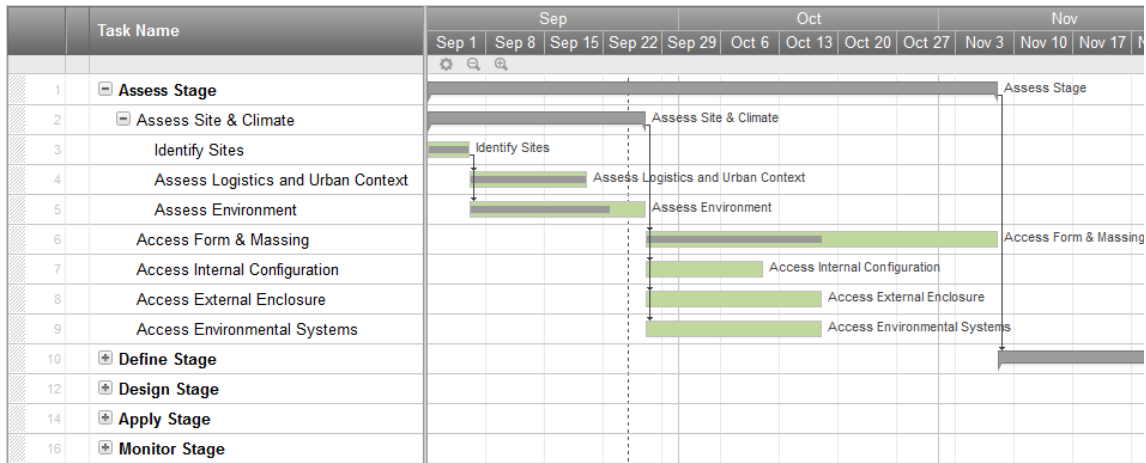 Task Name
Sep Oct Nov
Sep 1 Sep 8 Sep 15 Sep 22 Sep 29 Oct 6 Oct 13 Oct 20 Oct 27 Nov 3 Nov 10 Nov 17
1 Assess Stage Assess Stage
2 Assess Site & Climate Assess Site & Climate
3 Identify Sites Identify Sites
4 Assess Logistics and Urban Context Assess Logistics and Urban Context
5 Assess Environment Assess Environment
6 Access Form & Massing Access Form & Massing
7 Access Internal Configuration Access Internal Configuration
8 Access External Enclosure Access External Enclosure
9 Access Environmental Systems Access Environmental Systems
10 Define Stage
12 Design Stage
14 Apply Stage
16 Monitor Stage